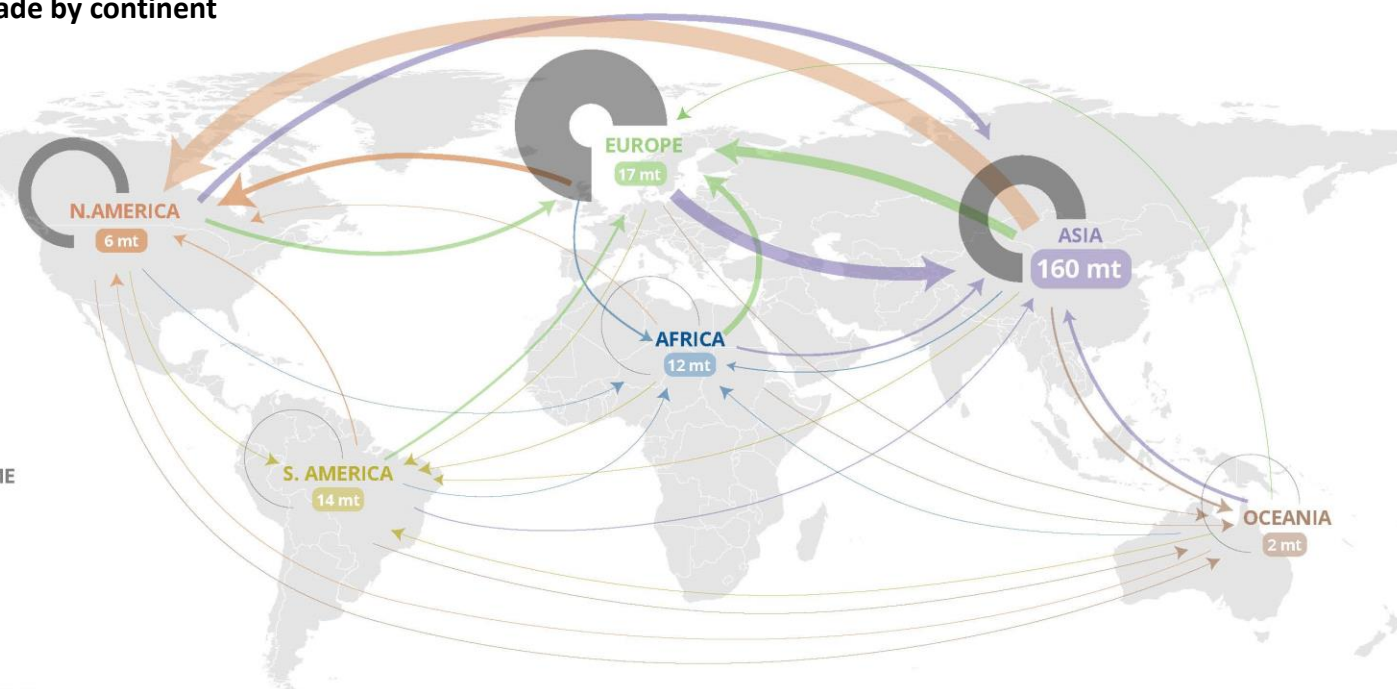 ade by continent
EUROPE
17 mt
N.AMERICA
6 mt
ASIA
160 mt
AFRICA
12 mt
S. AMERICA
14 mt
OCEANIA
2 mt